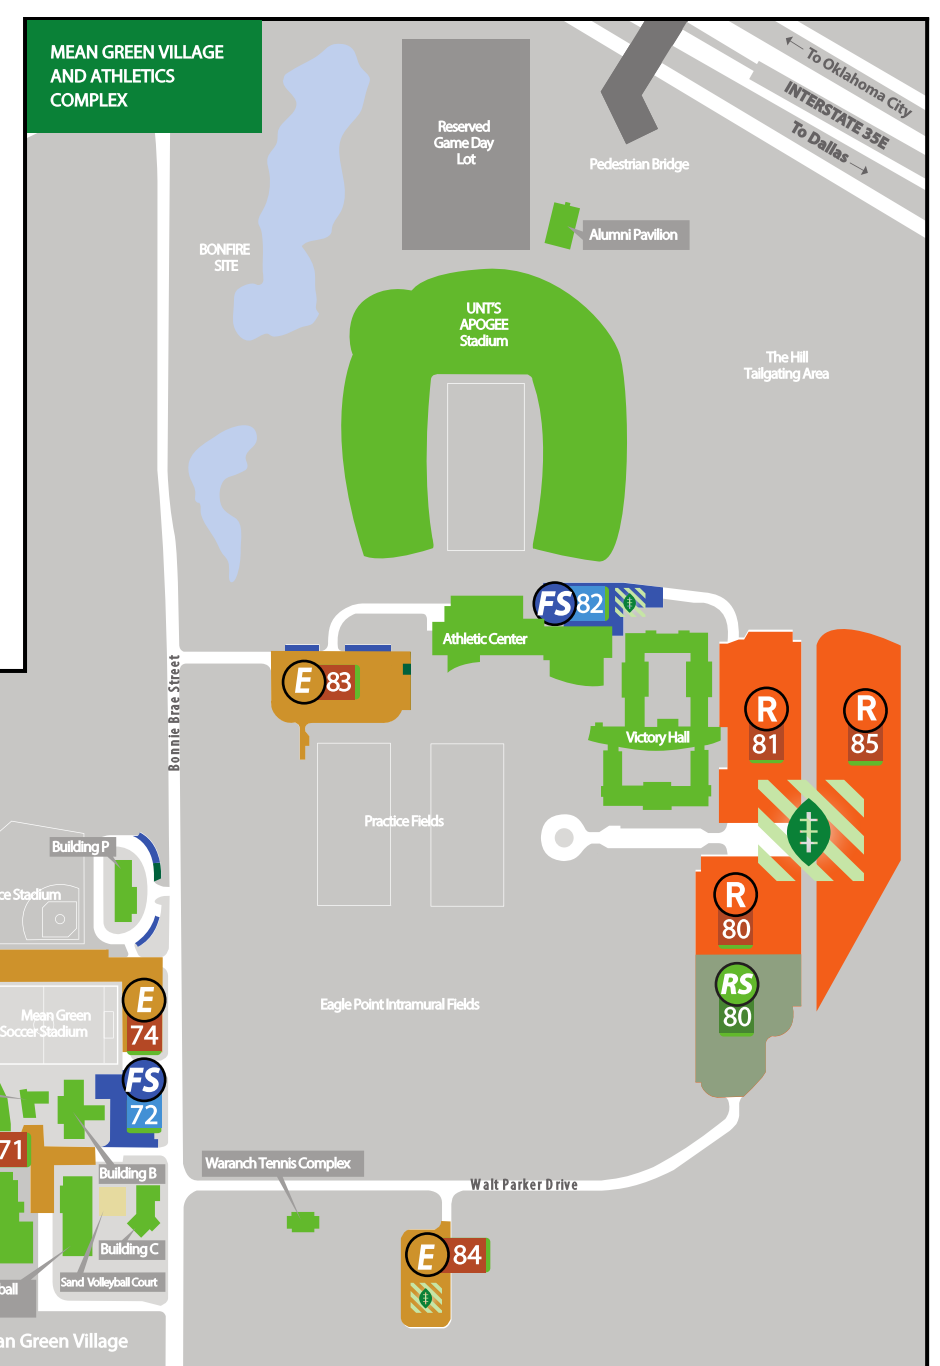 MEAN GREEN VILLAGE
AND ATHLETICS
COMPLEX
To Oklahoma City
INTERSTATE 35E
To Dallas
Reserved
Game Day
Lot
Pedestrian Bridge
Alumni Pavilion
BONFIRE
SITE
UNT'S
APOGEE
Stadium
The Hill
Tailgating Area
FS 82
Athletic Center
E 83
Bonnie Brae Street
Victory Hall
R
81
R
85
Practice Fields
Building P
Stadium
R
80
RS
80
Eagle Point Intramural Fields
E
74
Mean Green
Soccer Stadium
FS
72
71
Building B
Waranch Tennis Complex
Walt Parker Drive
Building C
E 84
Sand Volleyball Court
ball
an Green Village